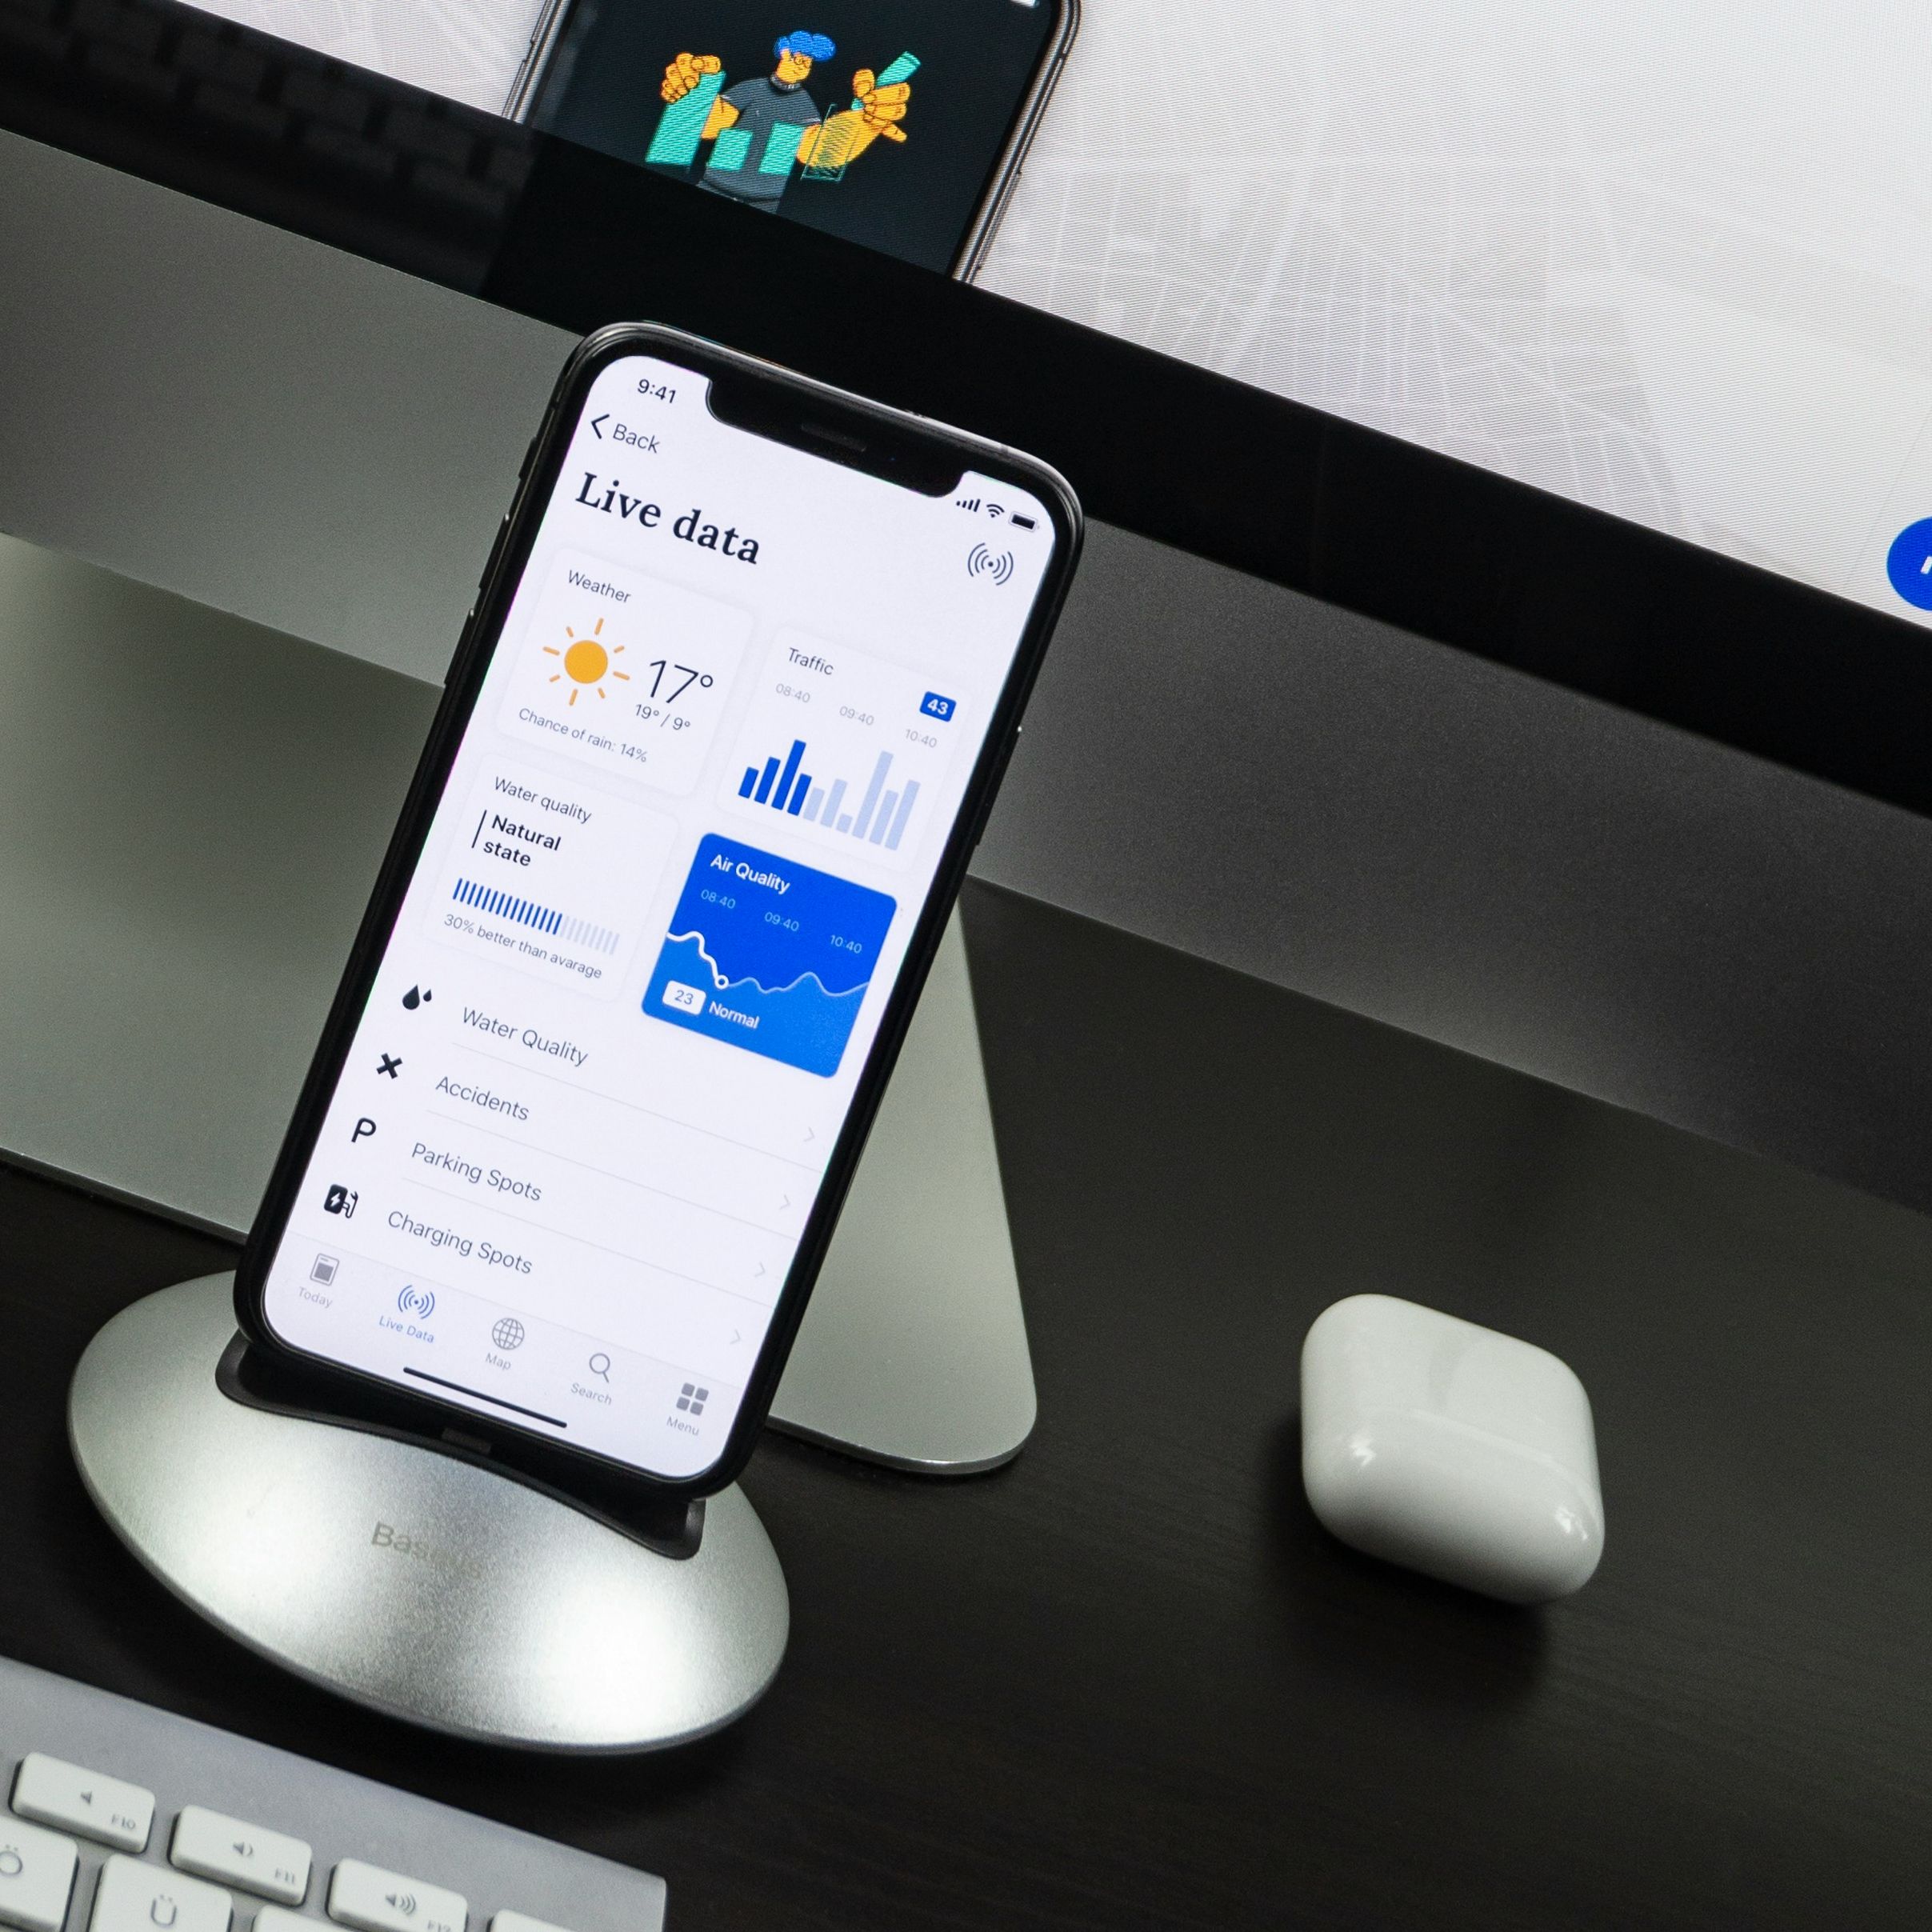 9:41
Back
Live data
Weather
17°
19° / 9°
Chance of rain: 14%
Traffic
43
08:40
09:40
10:40
Water quality
Natural
state
30% better than avarage
Air Quality
08:40
09:40
10:40
23 Normal
Water Quality
Accidents
P
Parking Spots
Charging Spots
Today
Live Data
Map
Search
Menu
Baseus
F10
F11
F12
Ö
Ü